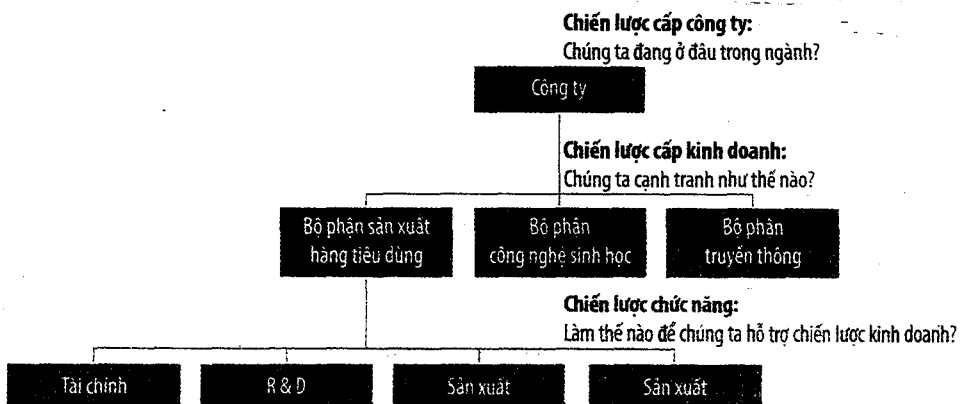 Chiến lược cấp công ty:
Chúng ta đang ở đâu trong ngành?
Công ty
Chiến lược cấp kinh doanh:
Chúng ta cạnh tranh như thế nào?
Bộ phận sản xuất
hàng tiêu dùng
Bộ phận
công nghệ sinh học
Bộ phận
truyền thông
Chiến lược chức năng:
Làm thế nào để chúng ta hỗ trợ chiến lược kinh doanh?
Tài chính
R & D
Sản xuất
Sản xuất